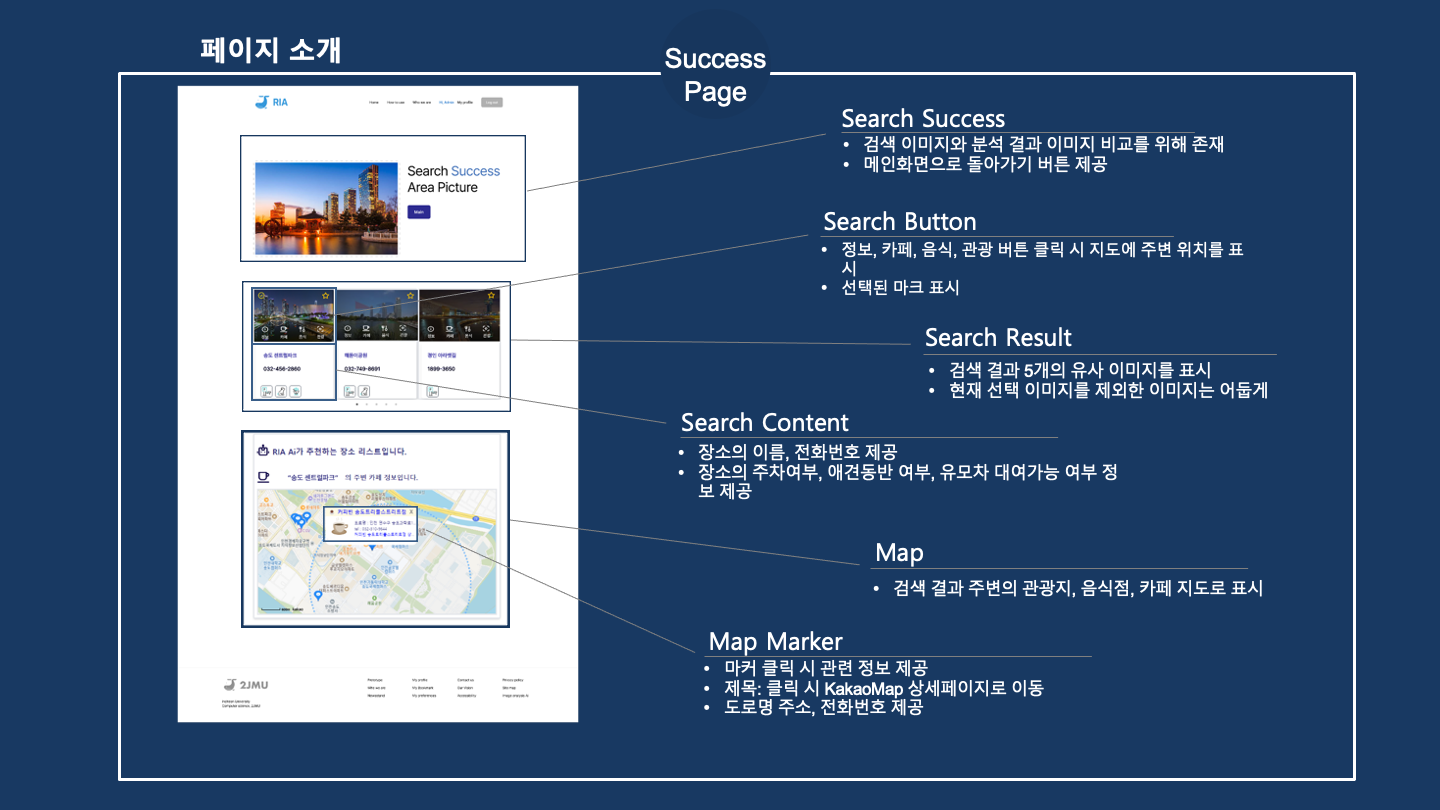 페이지 소개
Success
Page
RIA
Home How to use Who we are My profile
Search Success
Area Picture
Main
송도 센트럴파크
해돋이공원
경인 아라뱃길
032-456-2860
032-749-8691
1899-3650
RIA Ai가 추천하는 장소 리스트입니다.
"송도 센트럴파크" 의 주변 카페 정보입니다.
커피빈 송도트리플스트리트점
2JMU
Search Success
• 검색 이미지와 분석 결과 이미지 비교를 위해 존재
• 메인화면으로 돌아가기 버튼 제공
Search Button
• 정보, 카페, 음식, 관광 버튼 클릭 시 지도에 주변 위치를 표
시
• 선택된 마크 표시
Search Result
• 검색 결과 5개의 유사 이미지를 표시
• 현재 선택 이미지를 제외한 이미지는 어둡게
Search Content
• 장소의 이름, 전화번호 제공
• 장소의 주차여부, 애견동반 여부, 유모차 대여가능 여부 정
보 제공
Map
• 검색 결과 주변의 관광지, 음식점, 카페 지도로 표시
Map Marker
• 마커 클릭 시 관련 정보 제공
• 제목: 클릭 시 KakaoMap 상세페이지로 이동
• 도로명 주소, 전화번호 제공